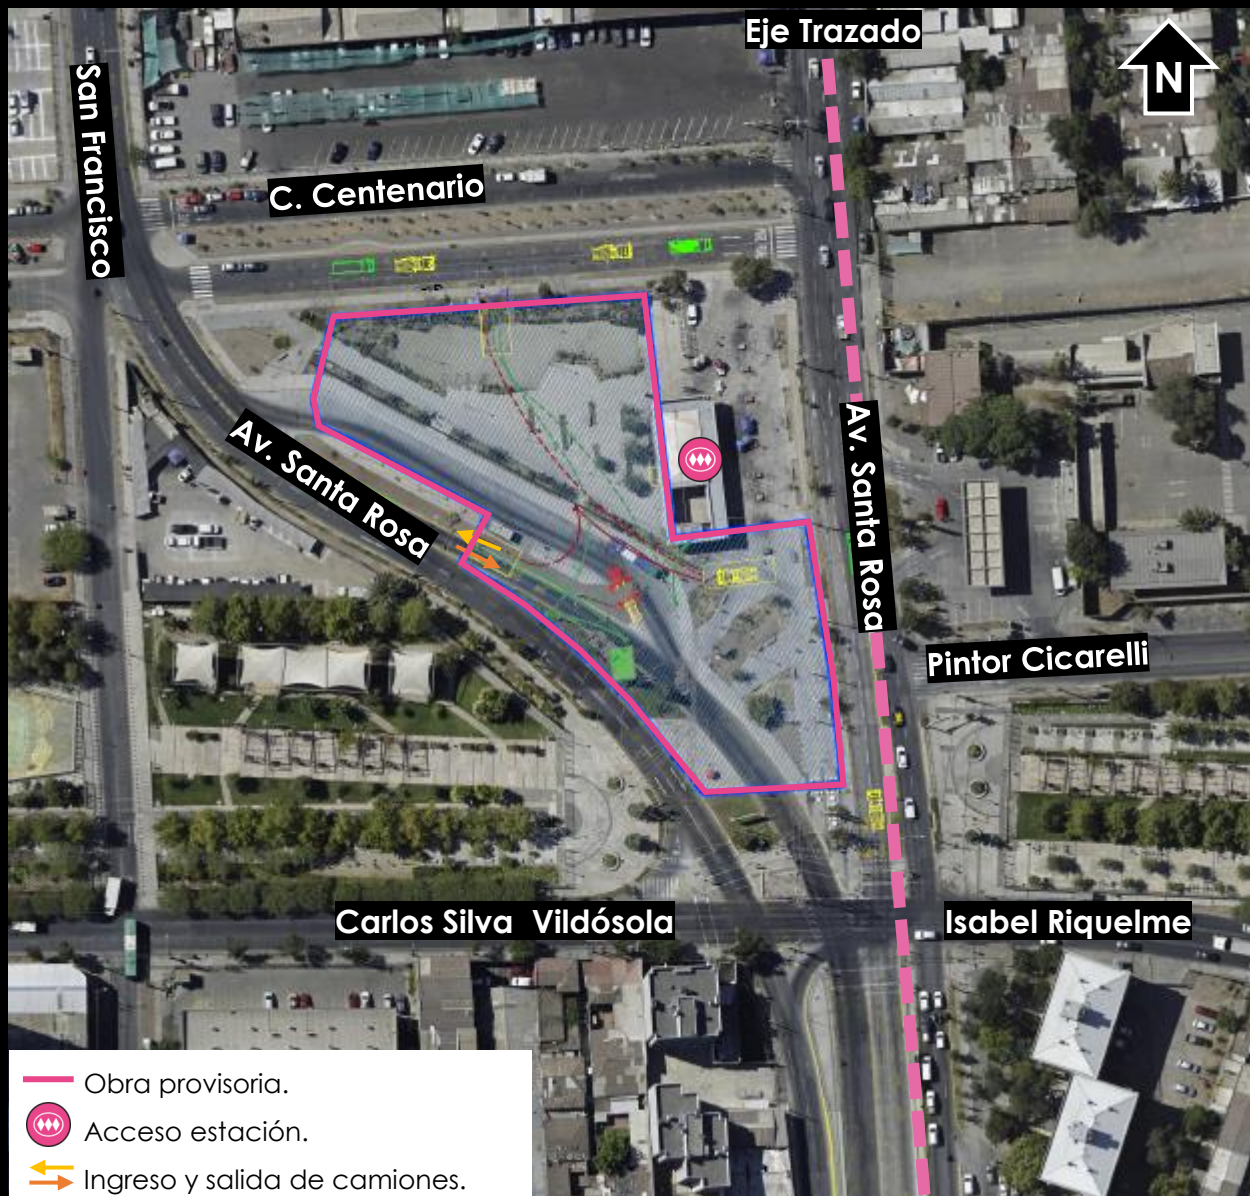 Eje Trazado
N
San Francisco
C. Centenario
Av. Santa Rosa
Av. Santa Rosa
Pintor Cicarelli
Carlos Silva Vildósola
Isabel Riquelme
Obra provisoria.
Acceso estación.
Ingreso y salida de camiones.